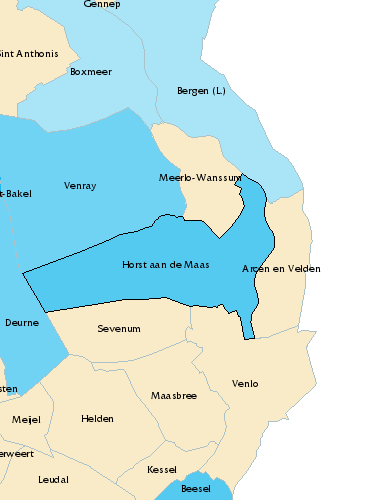 Gennep
int Anthonis
Boxmeer
Bergen (L)
Meerlo-Wanssum
Venray
t-Bakel
Horst aan de Maas
Arcen en Velden
Deurne
Sevenum
Venlo
sten
Maasbree
Meijel
Helden
erweert
Kessel
Leudal
Beesel